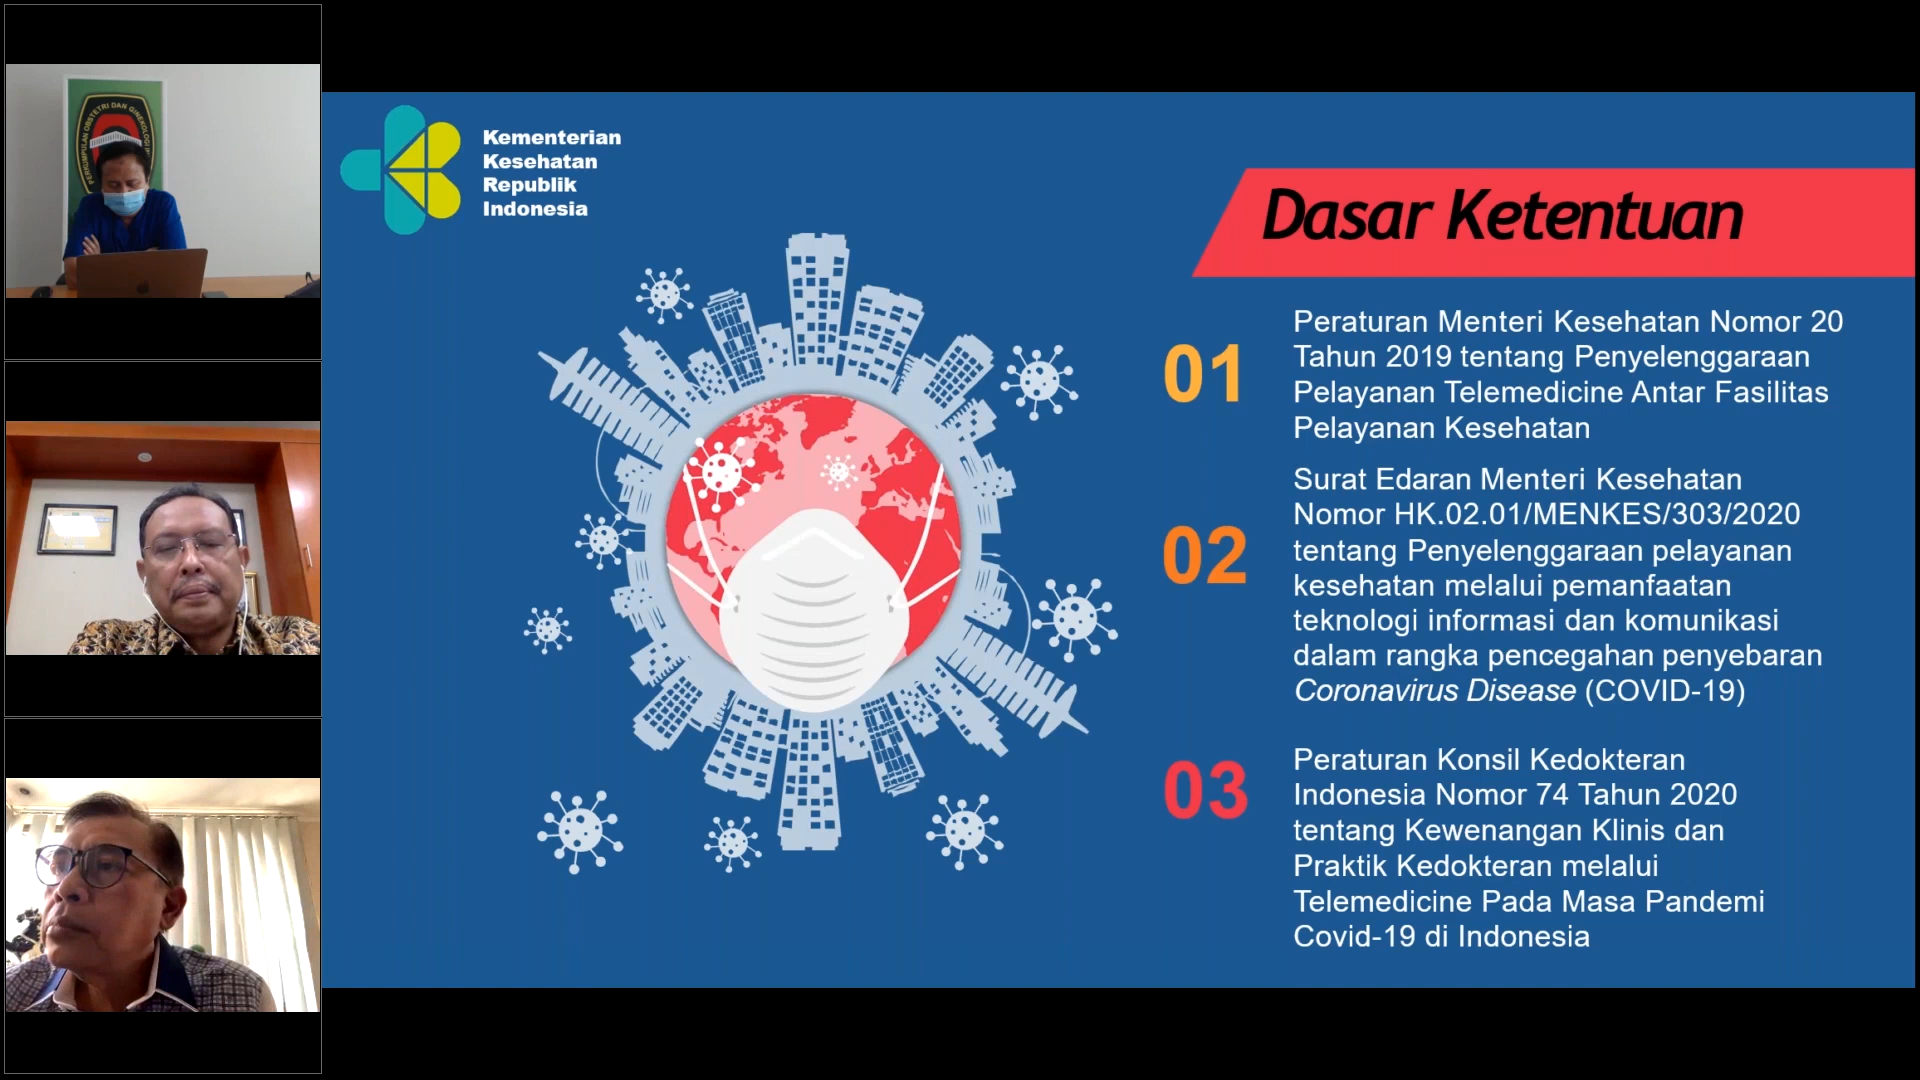 PERKUMPULAN OBSTETRI DAN GINEKOLOGI
Kementerian
Kesehatan
Republik
Indonesia
Dasar Ketentuan
01
Peraturan Menteri Kesehatan Nomor 20
Tahun 2019 tentang Penyelenggaraan
Pelayanan Telemedicine Antar Fasilitas
Pelayanan Kesehatan
02
Surat Edaran Menteri Kesehatan
Nomor HK.02.01/MENKES/303/2020
tentang Penyelenggaraan pelayanan
kesehatan melalui pemanfaatan
teknologi informasi dan komunikasi
dalam rangka pencegahan penyebaran
Coronavirus Disease (COVID-19)
03
Peraturan Konsil Kedokteran
Indonesia Nomor 74 Tahun 2020
tentang Kewenangan Klinis dan
Praktik Kedokteran melalui
Telemedicine Pada Masa Pandemi
Covid-19 di Indonesia